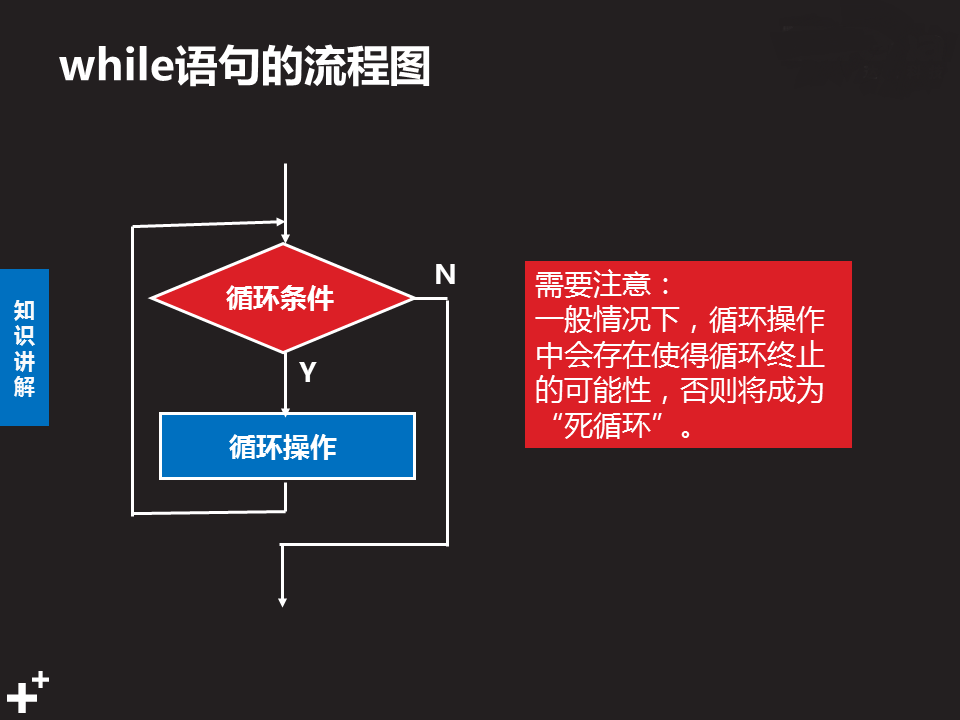 while语句的流程图
循环条件
N
Y
循环操作
知
识
讲
解
需要注意：
一般情况下，循环操作
中会存在使得循环终止
的可能性，否则将成为
“死循环”。